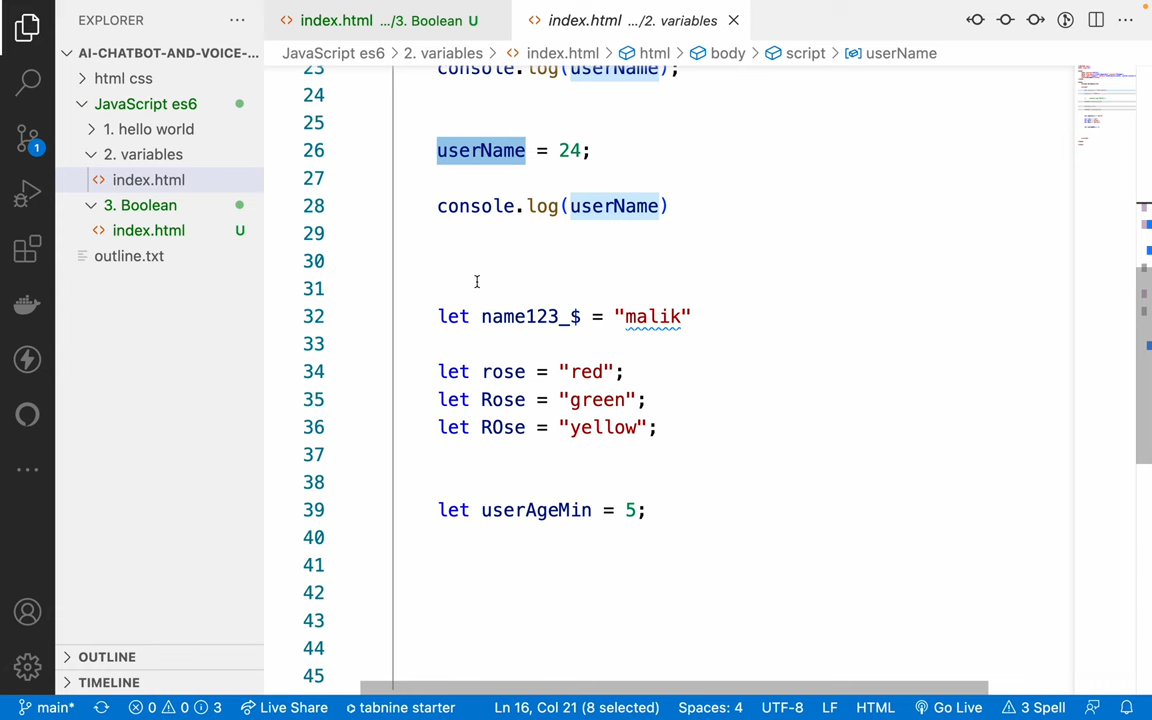 EXPLORER
index.html .../3. Boolean U
index.html .../2. variables
AI-CHATBOT-AND-VOICE-...
JavaScript es6 > 2. variables > index.html > html > body > script > userName
html css
JavaScript es6
1. hello world
2. variables
index.html
3. Boolean
index.html U
outline.txt
23 console.log(userName);
24
25
26 userName = 24;
27
28 console.log(userName)
29
30
31
32 let name123_$ = "malik"
33
34 let rose = "red";
35 let Rose = "green";
36 let ROse = "yellow";
37
38
39 let userAgeMin = 5;
40
41
42
43
44
45
1
OUTLINE
TIMELINE
main* 0 0 3 Live Share tabnine starter Ln 16, Col 21 (8 selected) Spaces: 4 UTF-8 LF HTML Go Live 3 Spell